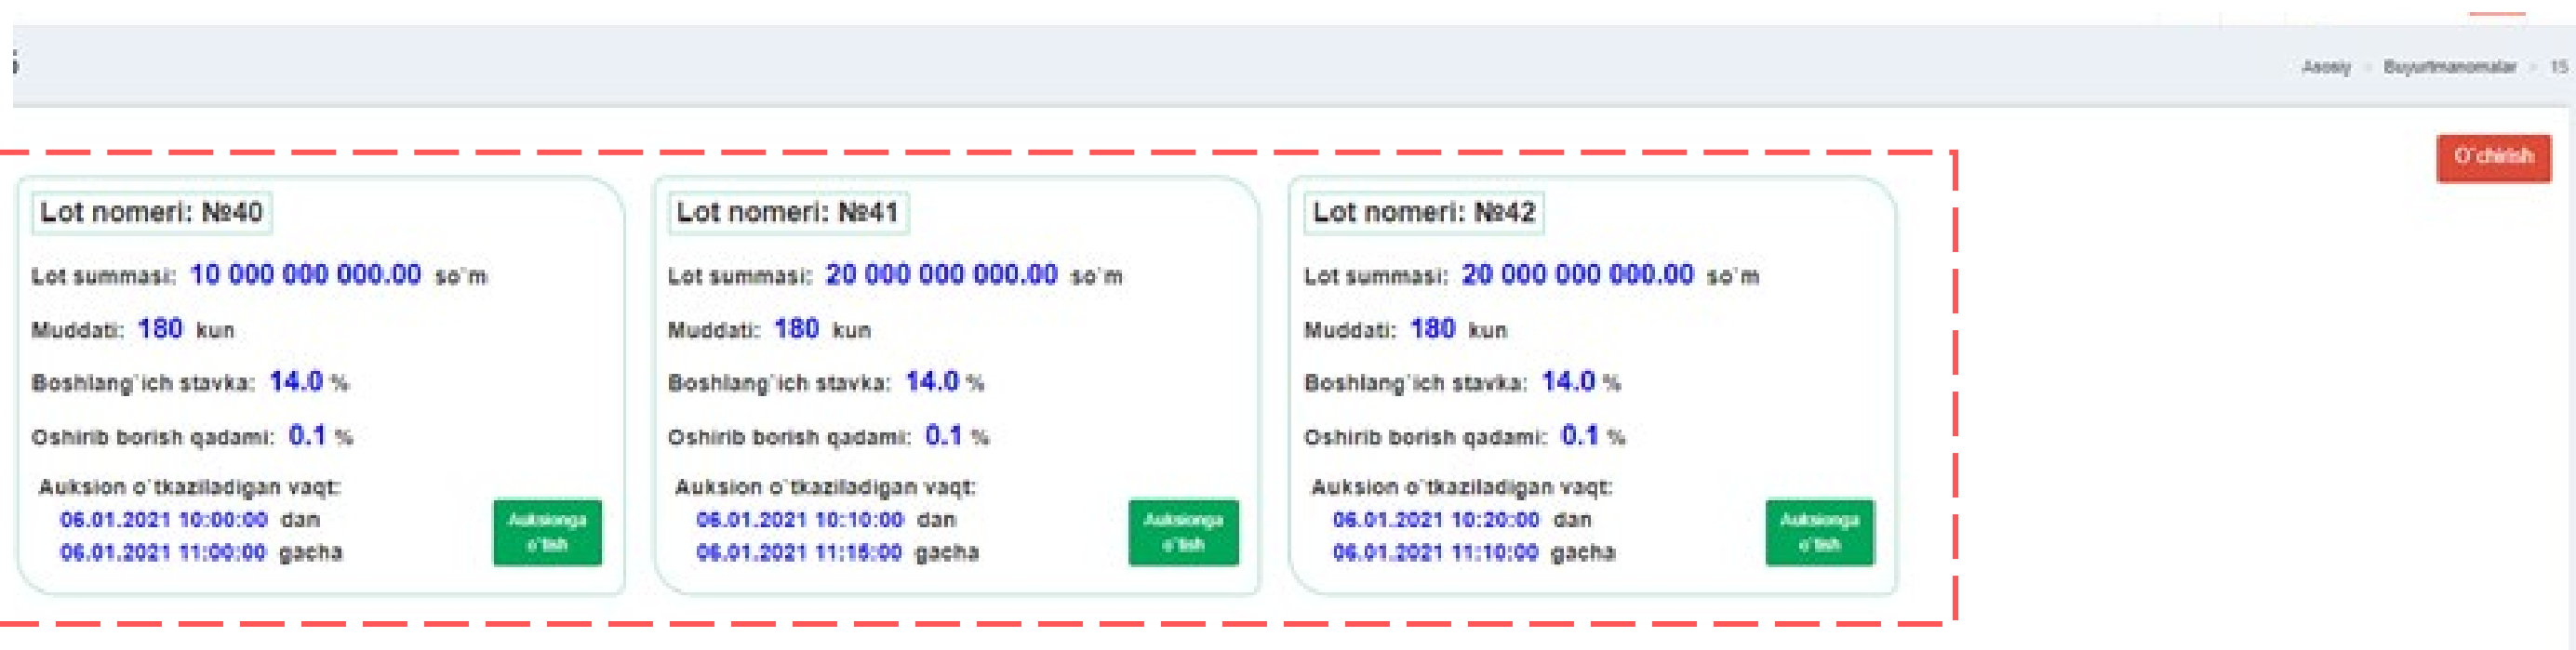 Asosiy Buyurtmanomalar 15
O`chirish
Lot nomeri: №40
Lot summasi: 10 000 000 000.00 so`m
Muddati: 180 kun
Boshlang`ich stavka: 14.0 %
Oshirib borish qadami: 0.1 %
Auksion o`tkaziladigan vaqt:
06.01.2021 10:00:00 dan
06.01.2021 11:00:00 gacha
Auksionga
o`tish
Lot nomeri: №41
Lot summasi: 20 000 000 000.00 so`m
Muddati: 180 kun
Boshlang`ich stavka: 14.0 %
Oshirib borish qadami: 0.1 %
Auksion o`tkaziladigan vaqt:
06.01.2021 10:10:00 dan
06.01.2021 11:15:00 gacha
Auksionga
o`tish
Lot nomeri: №42
Lot summasi: 20 000 000 000.00 so`m
Muddati: 180 kun
Boshlang`ich stavka: 14.0 %
Oshirib borish qadami: 0.1 %
Auksion o`tkaziladigan vaqt:
06.01.2021 10:20:00 dan
06.01.2021 11:10:00 gacha
Auksionga
o`tish